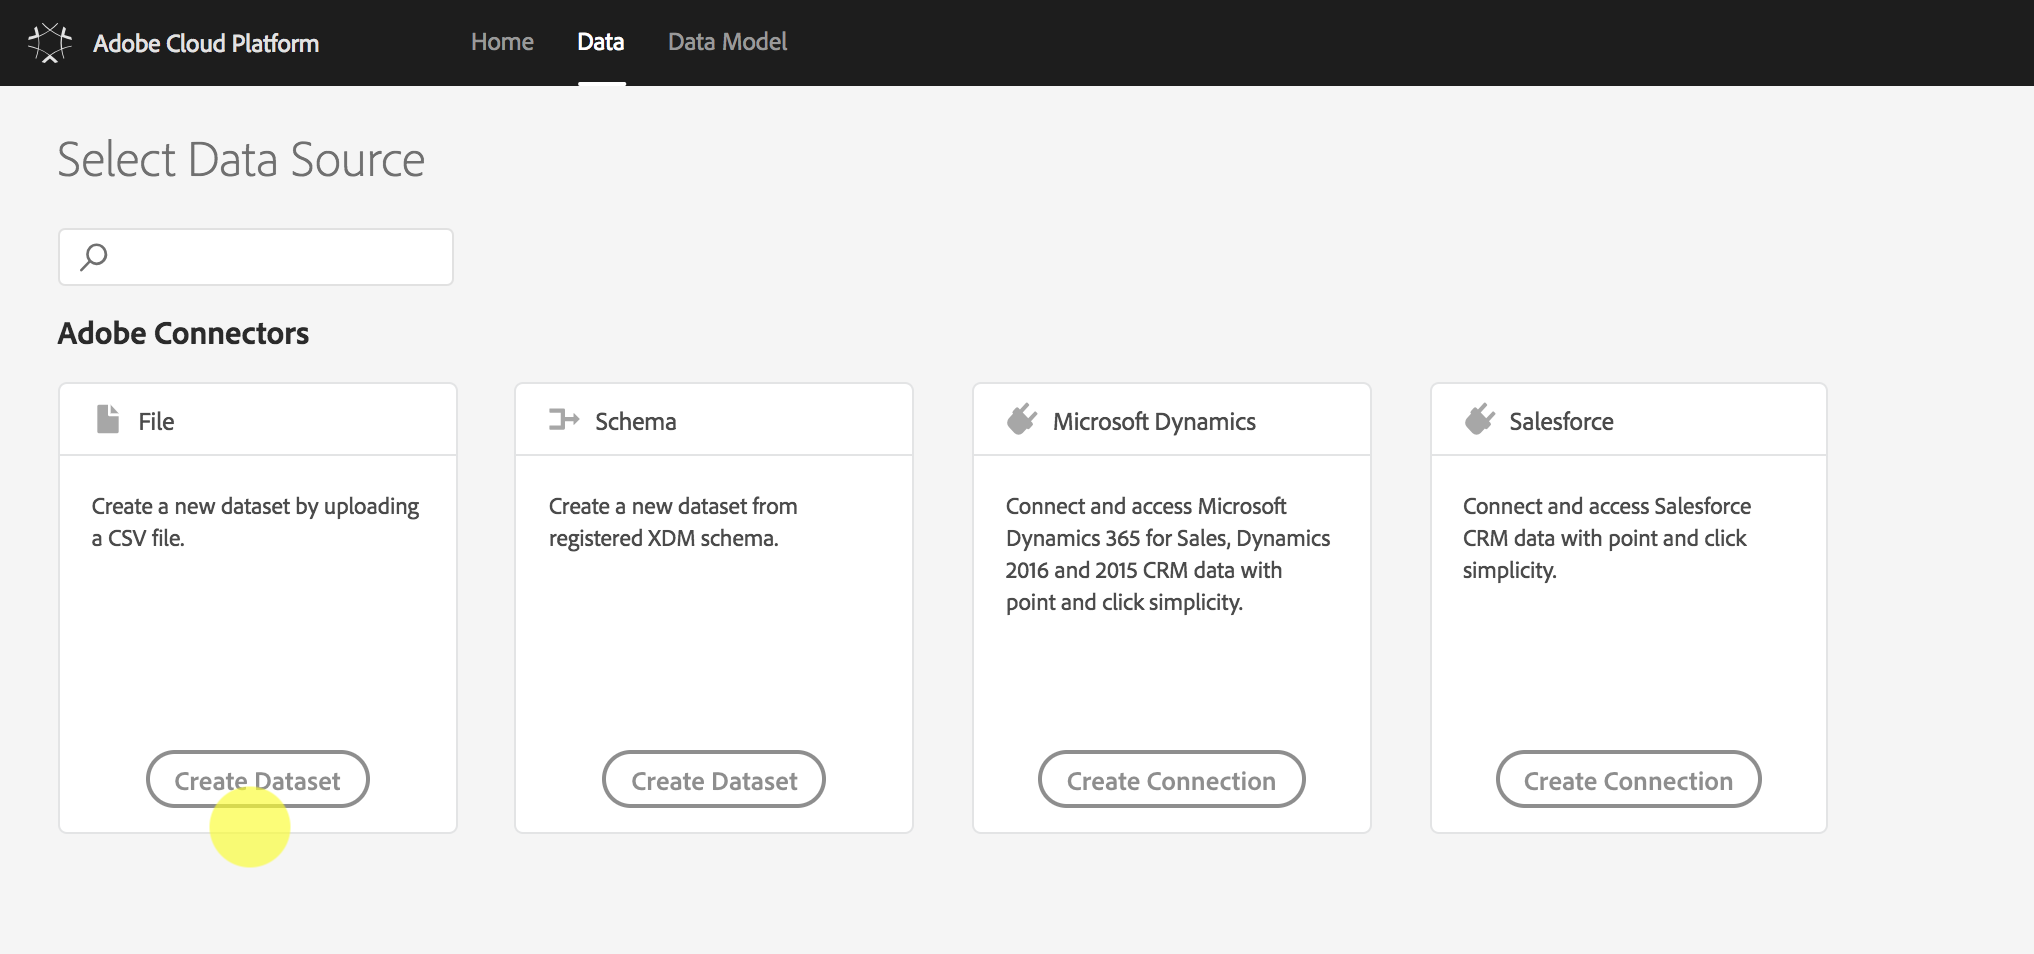 Adobe Cloud Platform
Home
Data
Data Model
Select Data Source
Adobe Connectors
File
Create a new dataset by uploading
a CSV file.
Create Dataset
Schema
Create a new dataset from
registered XDM schema.
Create Dataset
Microsoft Dynamics
Connect and access Microsoft
Dynamics 365 for Sales, Dynamics
2016 and 2015 CRM data with
point and click simplicity.
Create Connection
Salesforce
Connect and access Salesforce
CRM data with point and click
simplicity.
Create Connection